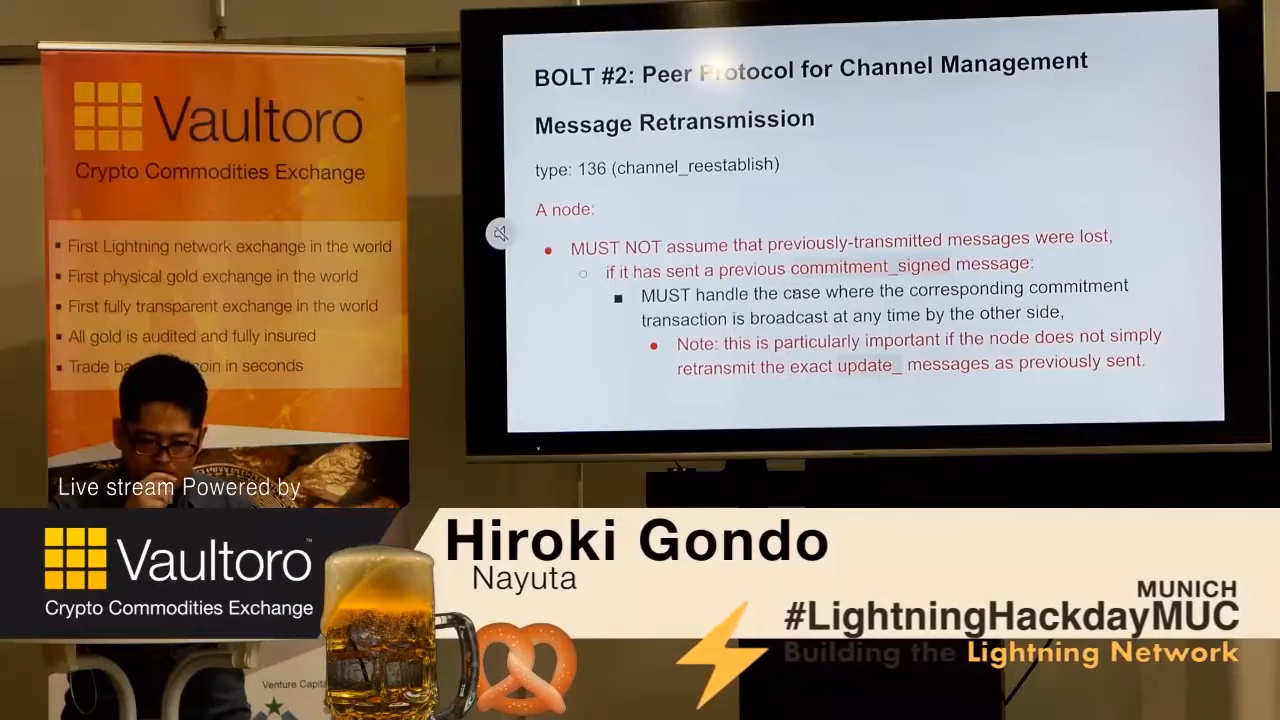 Vaultoro™
Crypto Commodities Exchange
▪ First Lightning network exchange in the world
▪ First physical gold exchange in the world
▪ First fully transparent exchange in the world
▪ All gold is audited and fully insured
▪ Trade coin in seconds
BOLT #2: Peer Protocol for Channel Management
Message Retransmission
type: 136 (channel_reestablish)
A node:
● MUST NOT assume that previously-transmitted messages were lost,
○ if it has sent a previous commitment_signed message:
■ MUST handle the case where the corresponding commitment
transaction is broadcast at any time by the other side,
● Note: this is particularly important if the node does not simply
retransmit the exact update_ messages as previously sent.
Live stream Powered by
Vaultoro™
Crypto Commodities Exchange
Hiroki Gondo
Nayuta
MUNICH
#LightningHackdayMUC
Building the Lightning Network
Venture Capital